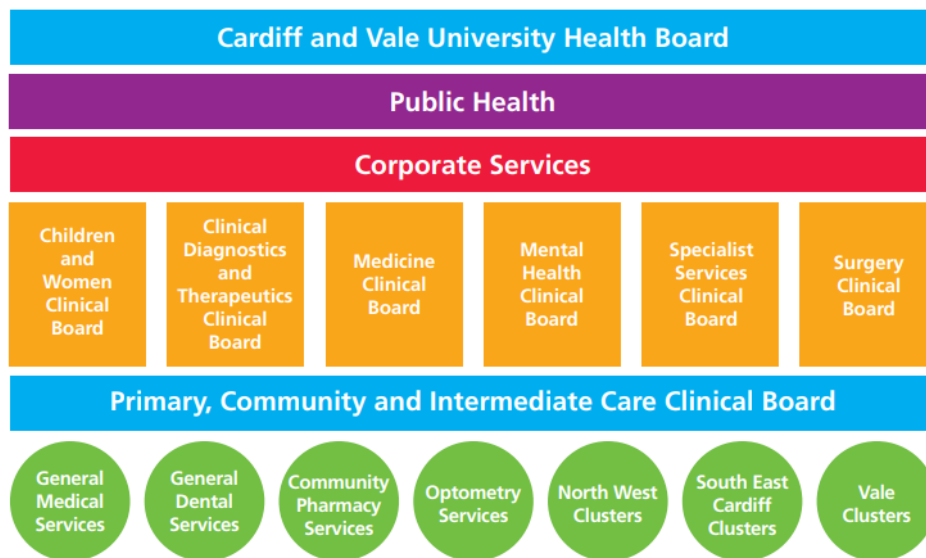 Cardiff and Vale University Health Board
Public Health
Corporate Services
Children
and
Women
Clinical
Board
Clinical
Diagnostics
and
Therapeutics
Clinical
Board
Medicine
Clinical
Board
Mental
Health
Clinical
Board
Specialist
Services
Clinical
Board
Surgery
Clinical
Board
Primary, Community and Intermediate Care Clinical Board
General
Medical
Services
General
Dental
Services
Community
Pharmacy
Services
Optometry
Services
North West
Clusters
South East
Cardiff
Clusters
Vale
Clusters